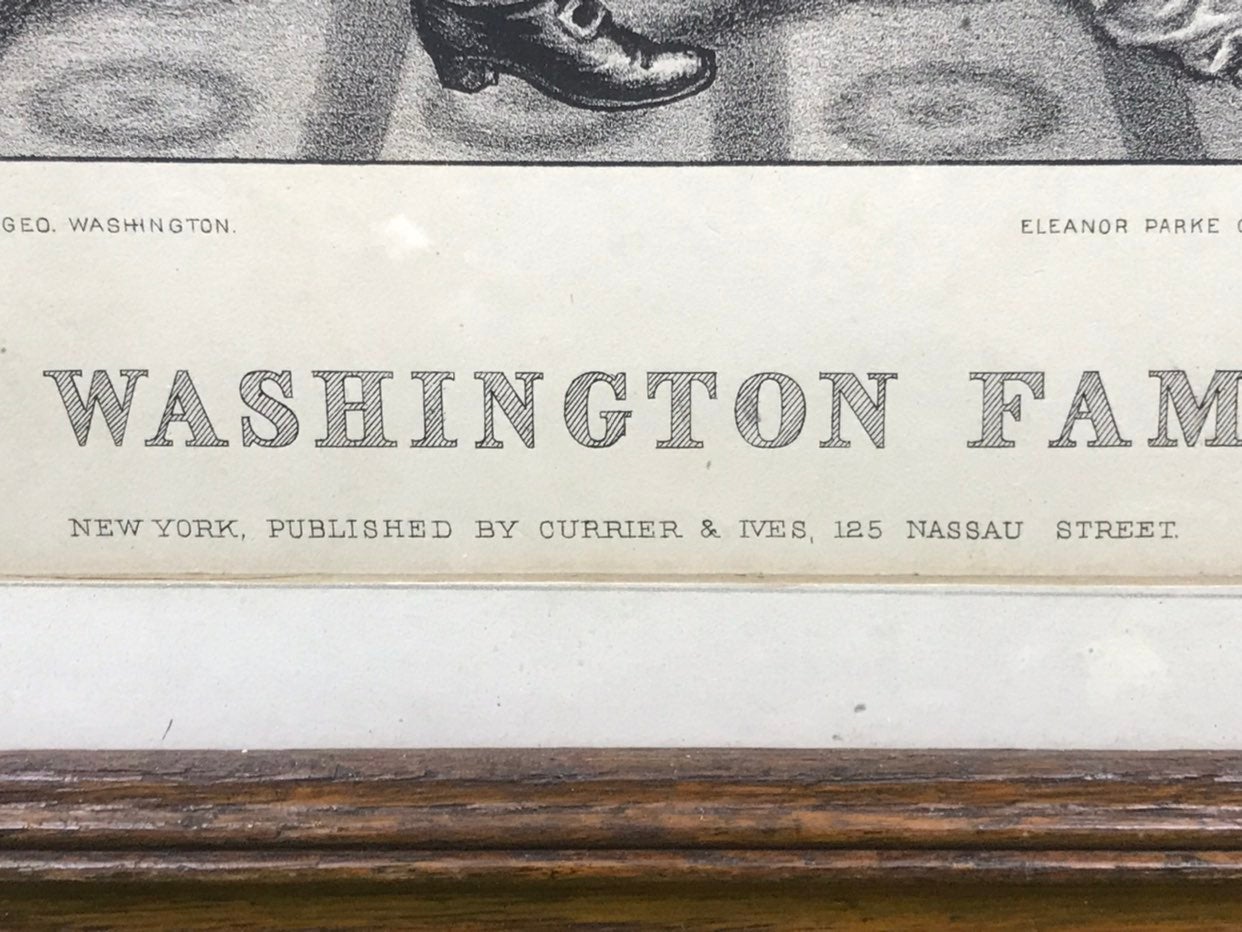 GEO. WASHINGTON. ELEANOR PARKE
WASHINGTON FAM
NEW YORK, PUBLISHED BY CURRIER & IVES, 125 NASSAU STREET.